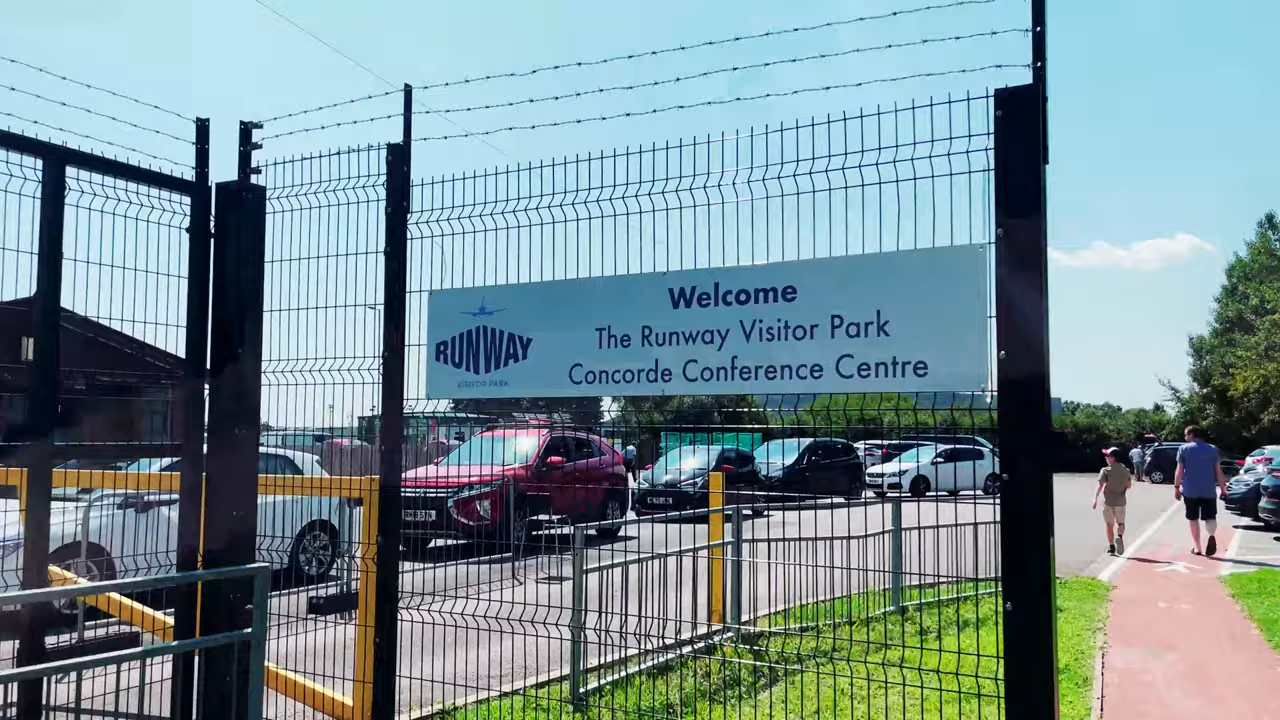 Welcome
RUNWAY
VISITOR PARK
The Runway Visitor Park
Concorde Conference Centre